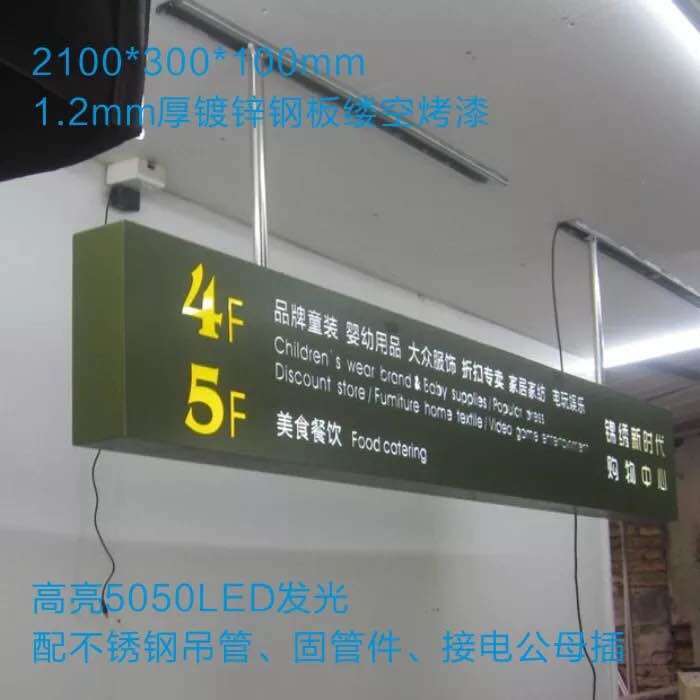 2100*300*100mm
1.2mm厚镀锌钢板缕空烤漆
4F 品牌童装 婴幼用品 大众服饰 折扣专卖 家居家纺 电玩娱乐
Children's wear brand & Baby supplies / Popular dress
Discount store / Furniture home textile / Video game entertainment
5F 美食餐饮 Food catering
锦绣新时代
购物中心
高亮5050LED发光
配不锈钢吊管、固管件、接电公母插